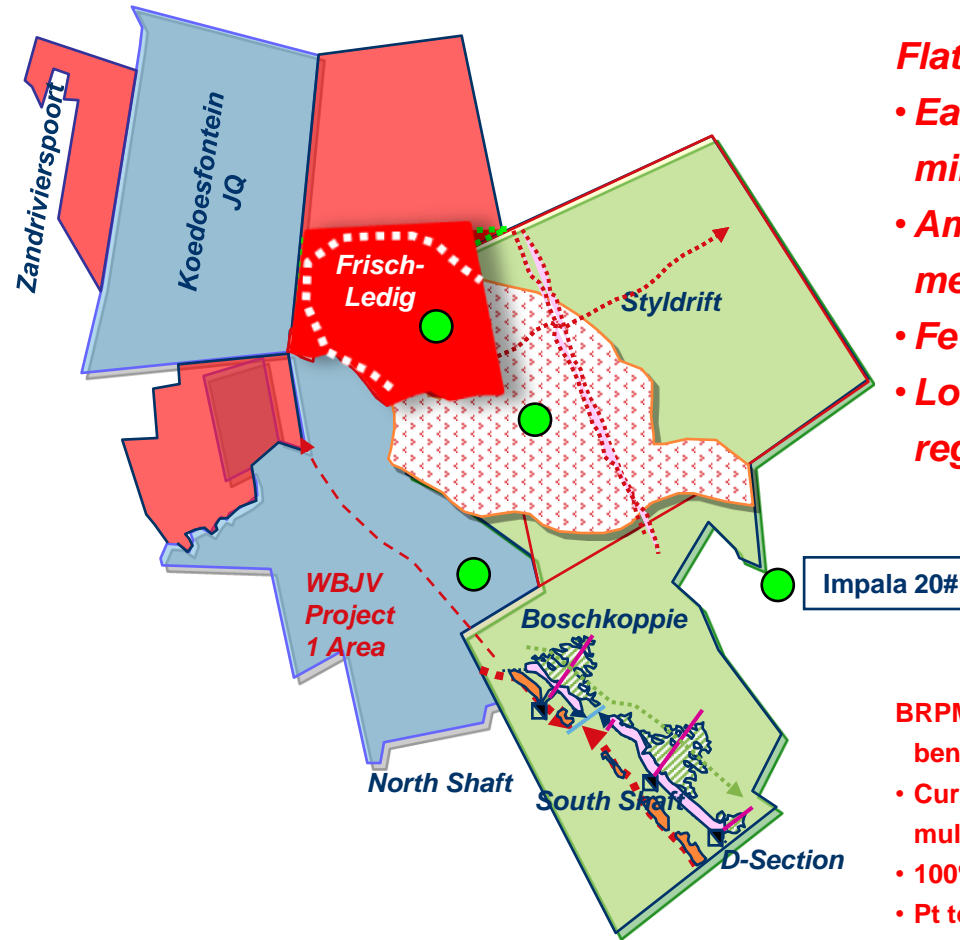 Zandrivierspoort
Koedoesfontein
JQ
Frisch-
Ledig
Styldrift
WBJV
Project
1 Area
Boschkoppie
Impala 20#
North Shaft
South Shaft
D-Section
Flat
• Ea
mi
• An
me
• Fe
• Lo
reg
BRPM
ben
• Cur
mul
• 100%
• Pt to